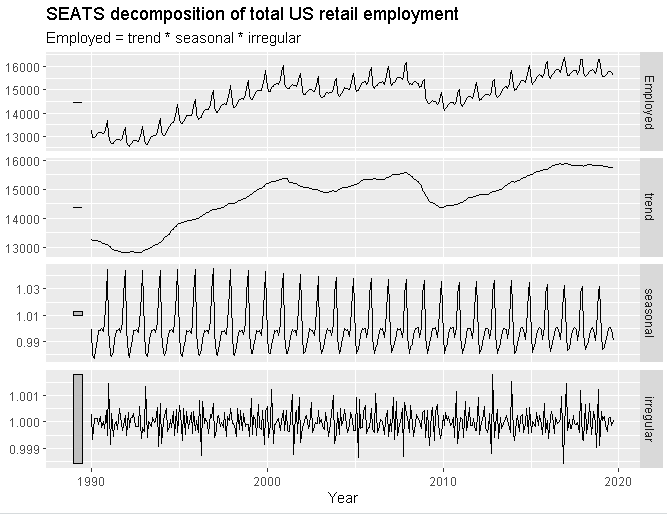 SEATS decomposition of total US retail employment
Employed = trend * seasonal * irregular
16000
15000
14000
13000
Employed
16000
15000
14000
13000
trend
1.03
1.01
0.99
seasonal
1.001
1.000
0.999
irregular
1990
2000
2010
2020
Year